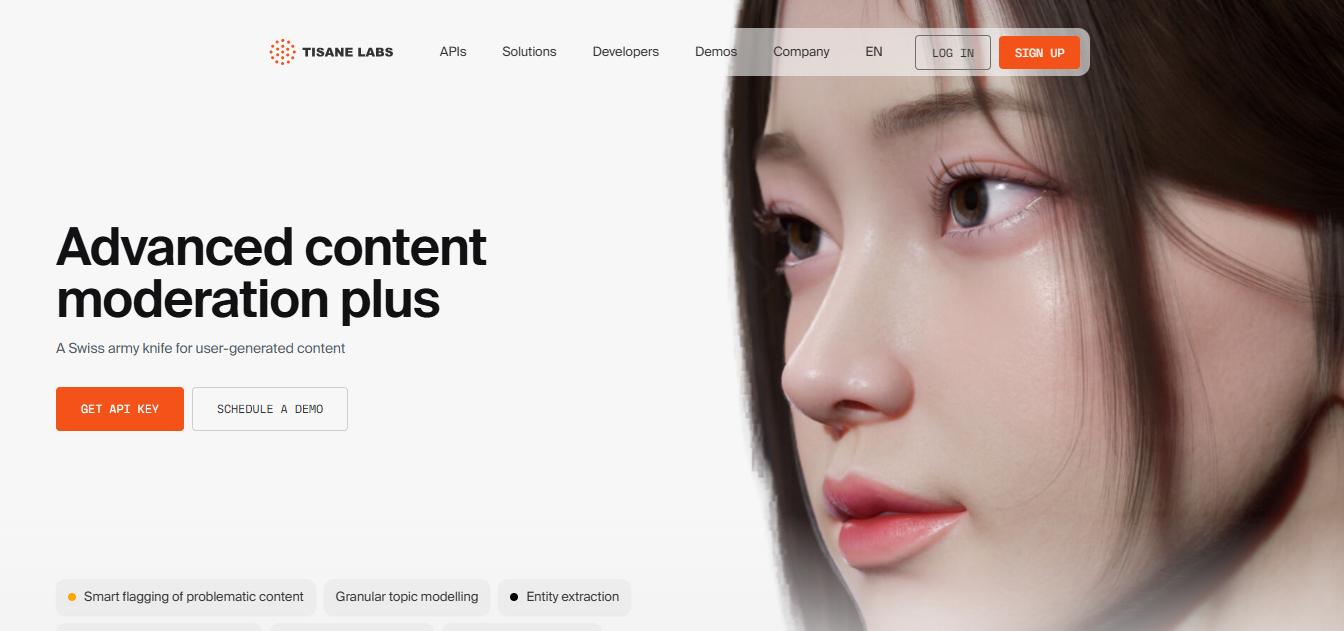 TISANE LABS
APIs
Solutions
Developers
Demos
Company
EN
LOG IN
SIGN UP
Advanced content
moderation plus
A Swiss army knife for user-generated content
GET API KEY
SCHEDULE A DEMO
Smart flagging of problematic content
Granular topic modelling
Entity extraction